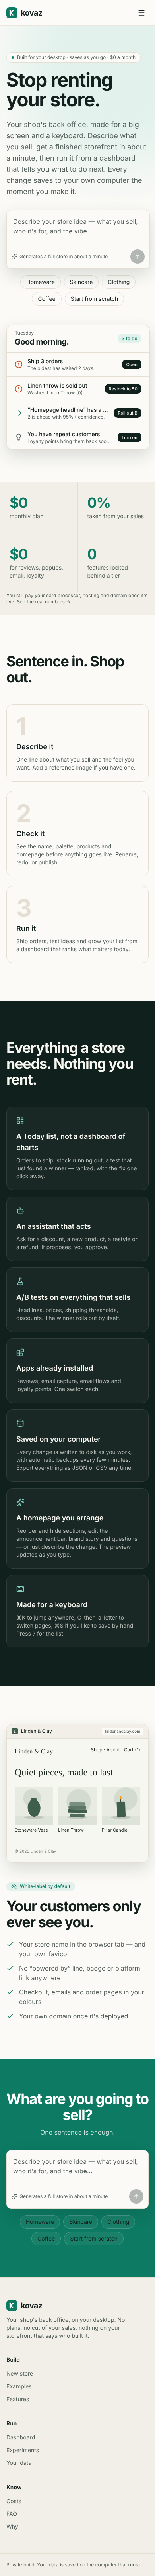 kovaz
Built for your desktop · saves as you go · $0 a month
Stop renting
your store.
Your shop's back office, made for a big
screen and a keyboard. Describe what
you sell, get a finished storefront in about
a minute, then run it from a dashboard
that tells you what to do next. Every
change saves to your own computer the
moment you make it.
Describe your store idea — what you sell,
who it's for, and the vibe...
Generates a full store in about a minute
Homeware
Skincare
Clothing
Coffee
Start from scratch
Tuesday
Good morning.
3 to do
Ship 3 orders
The oldest has waited 2 days.
Open
Linen throw is sold out
Washed Linen Throw (0)
Restock to 50
"Homepage headline" has a ...
B is ahead with 95%+ confidence.
Roll out B
You have repeat customers
Loyalty points bring them back soo...
Turn on
$0
monthly plan
0%
taken from your sales
$0
for reviews, popups,
email, loyalty
0
features locked
behind a tier
You still pay your card processor, hosting and domain once it's
live. See the real numbers →
Sentence in. Shop
out.
1
Describe it
One line about what you sell and the feel you
want. Add a reference image if you have one.
2
Check it
See the name, palette, products and
homepage before anything goes live. Rename,
redo, or publish.
3
Run it
Ship orders, test ideas and grow your list from
a dashboard that ranks what matters today.
Everything a store
needs. Nothing you
rent.
A Today list, not a dashboard of
charts
Orders to ship, stock running out, a test that
just found a winner — ranked, with the fix one
click away.
An assistant that acts
Ask for a discount, a new product, a restyle or
a refund. It proposes; you approve.
A/B tests on everything that sells
Headlines, prices, shipping thresholds,
discounts. The winner rolls out by itself.
Apps already installed
Reviews, email capture, email flows and
loyalty points. One switch each.
Saved on your computer
Every change is written to disk as you work,
with automatic backups every few minutes.
Export everything as JSON or CSV any time.
A homepage you arrange
Reorder and hide sections, edit the
announcement bar, brand story and questions
— or just describe the change. The preview
updates as you type.
Made for a keyboard
⌘K to jump anywhere, G-then-a-letter to
switch pages, ⌘S if you like to save by hand.
Press ? for the list.
L
Linden & Clay
lindenandclay.com
Linden & Clay
Shop · About · Cart (1)
Quiet pieces, made to last
Stoneware Vase
Linen Throw
Pillar Candle
© 2026 Linden & Clay
White-label by default
Your customers only
ever see you.
Your store name in the browser tab — and
your own favicon
No "powered by" line, badge or platform
link anywhere
Checkout, emails and order pages in your
colours
Your own domain once it's deployed
What are you going to
sell?
One sentence is enough.
Describe your store idea — what you sell,
who it's for, and the vibe...
Generates a full store in about a minute
Homeware
Skincare
Clothing
Coffee
Start from scratch
kovaz
Your shop's back office, on your desktop. No
plans, no cut of your sales, nothing on your
storefront that says who built it.
Build
New store
Examples
Features
Run
Dashboard
Experiments
Your data
Know
Costs
FAQ
Why
Private build. Your data is saved on the computer that runs it.